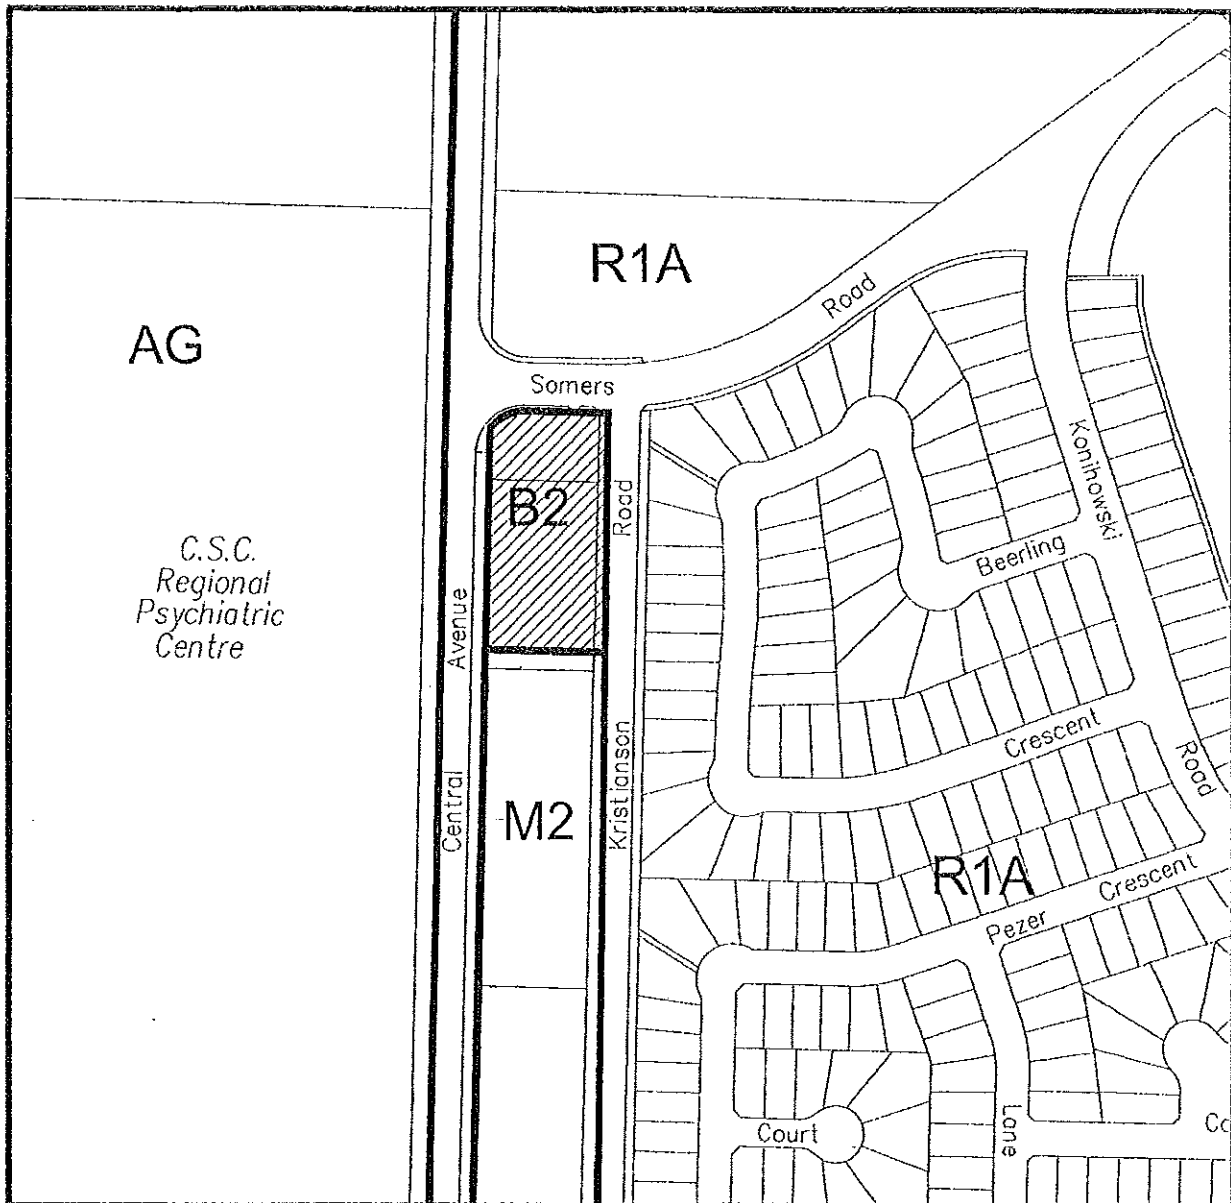 R1A
AG
Road
Somers
Konihowski
B2
Road
Beerling
C.S.C.
Regional
Psychiatric
Centre
Avenue
Crescent
Road
Central
M2
Kristianson
R1A
Crescent
Pezer
Court
Lane
Co